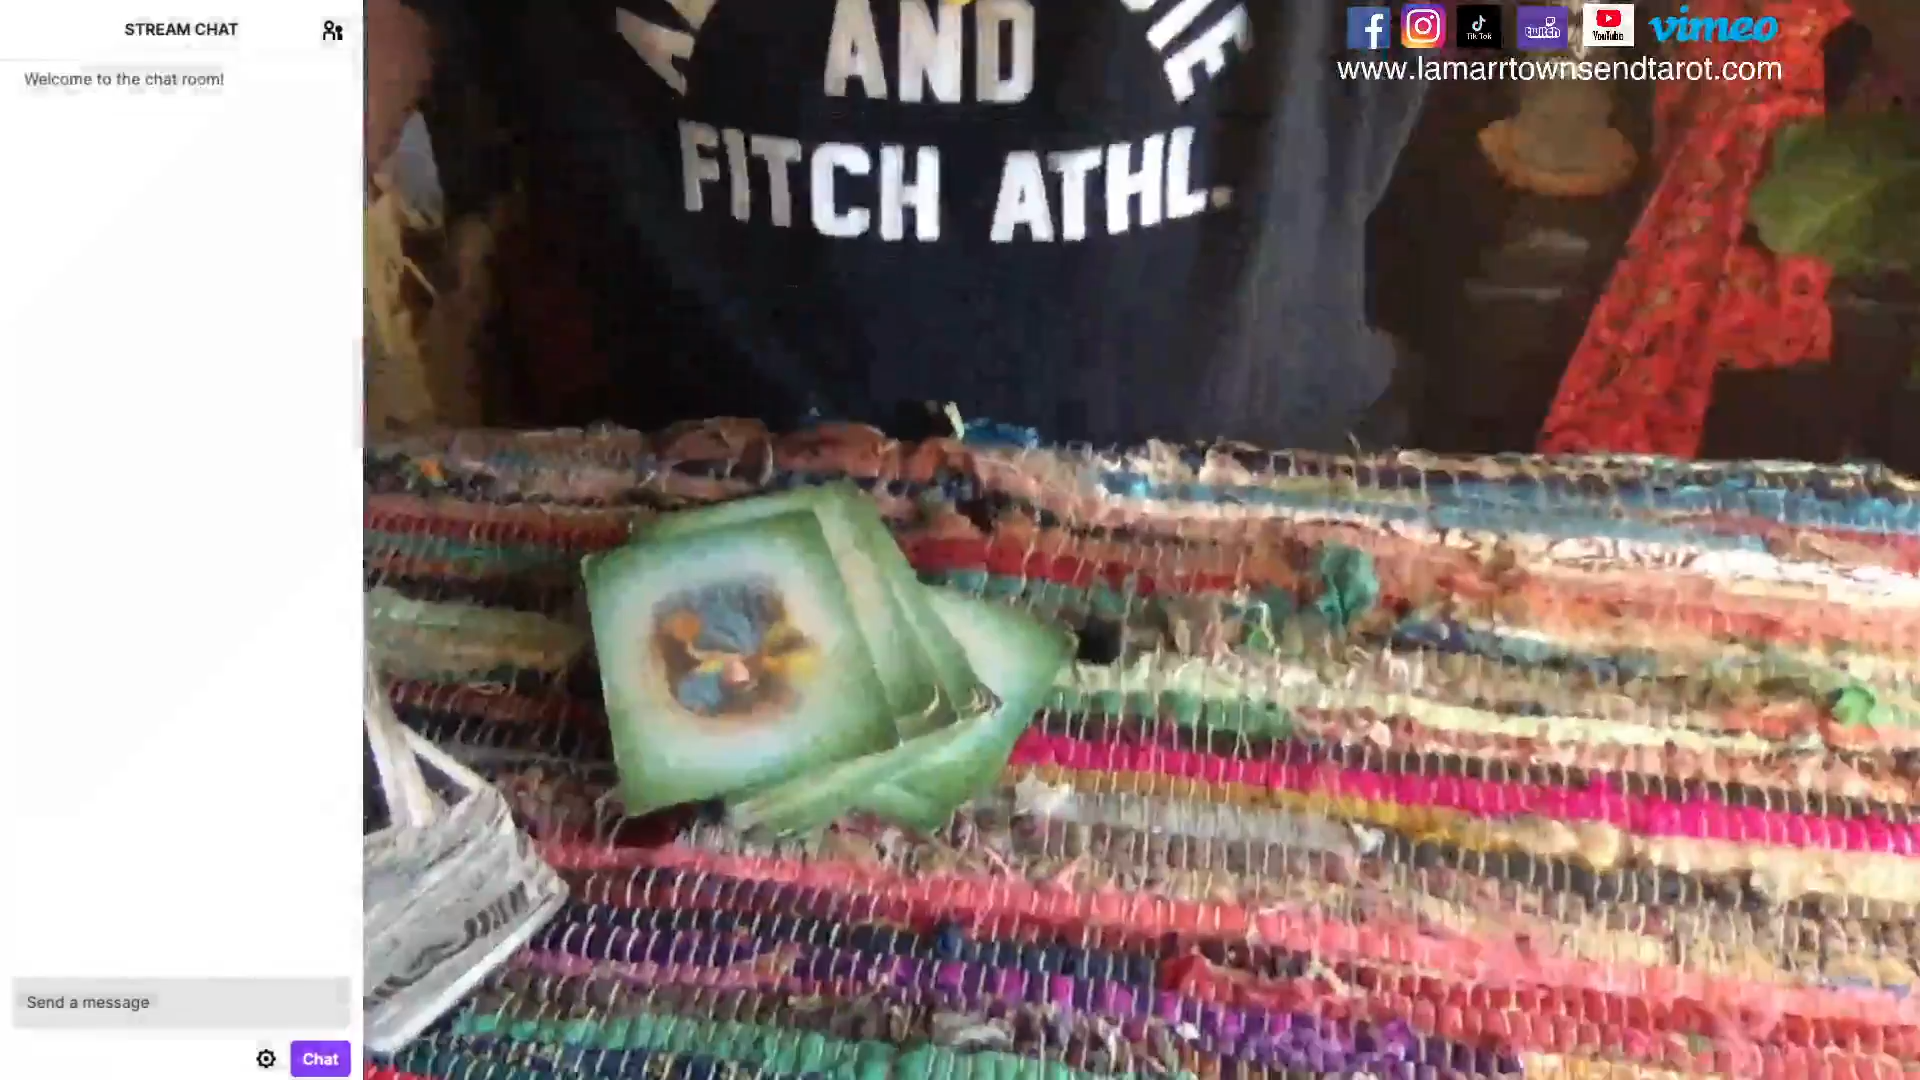 STREAM CHAT
Welcome to the chat room!
AND
FITCH ATHL.
Tik Tok
twitch
YouTube
vimeo
www.lamarrtownsendtarot.com
Send a message
Chat